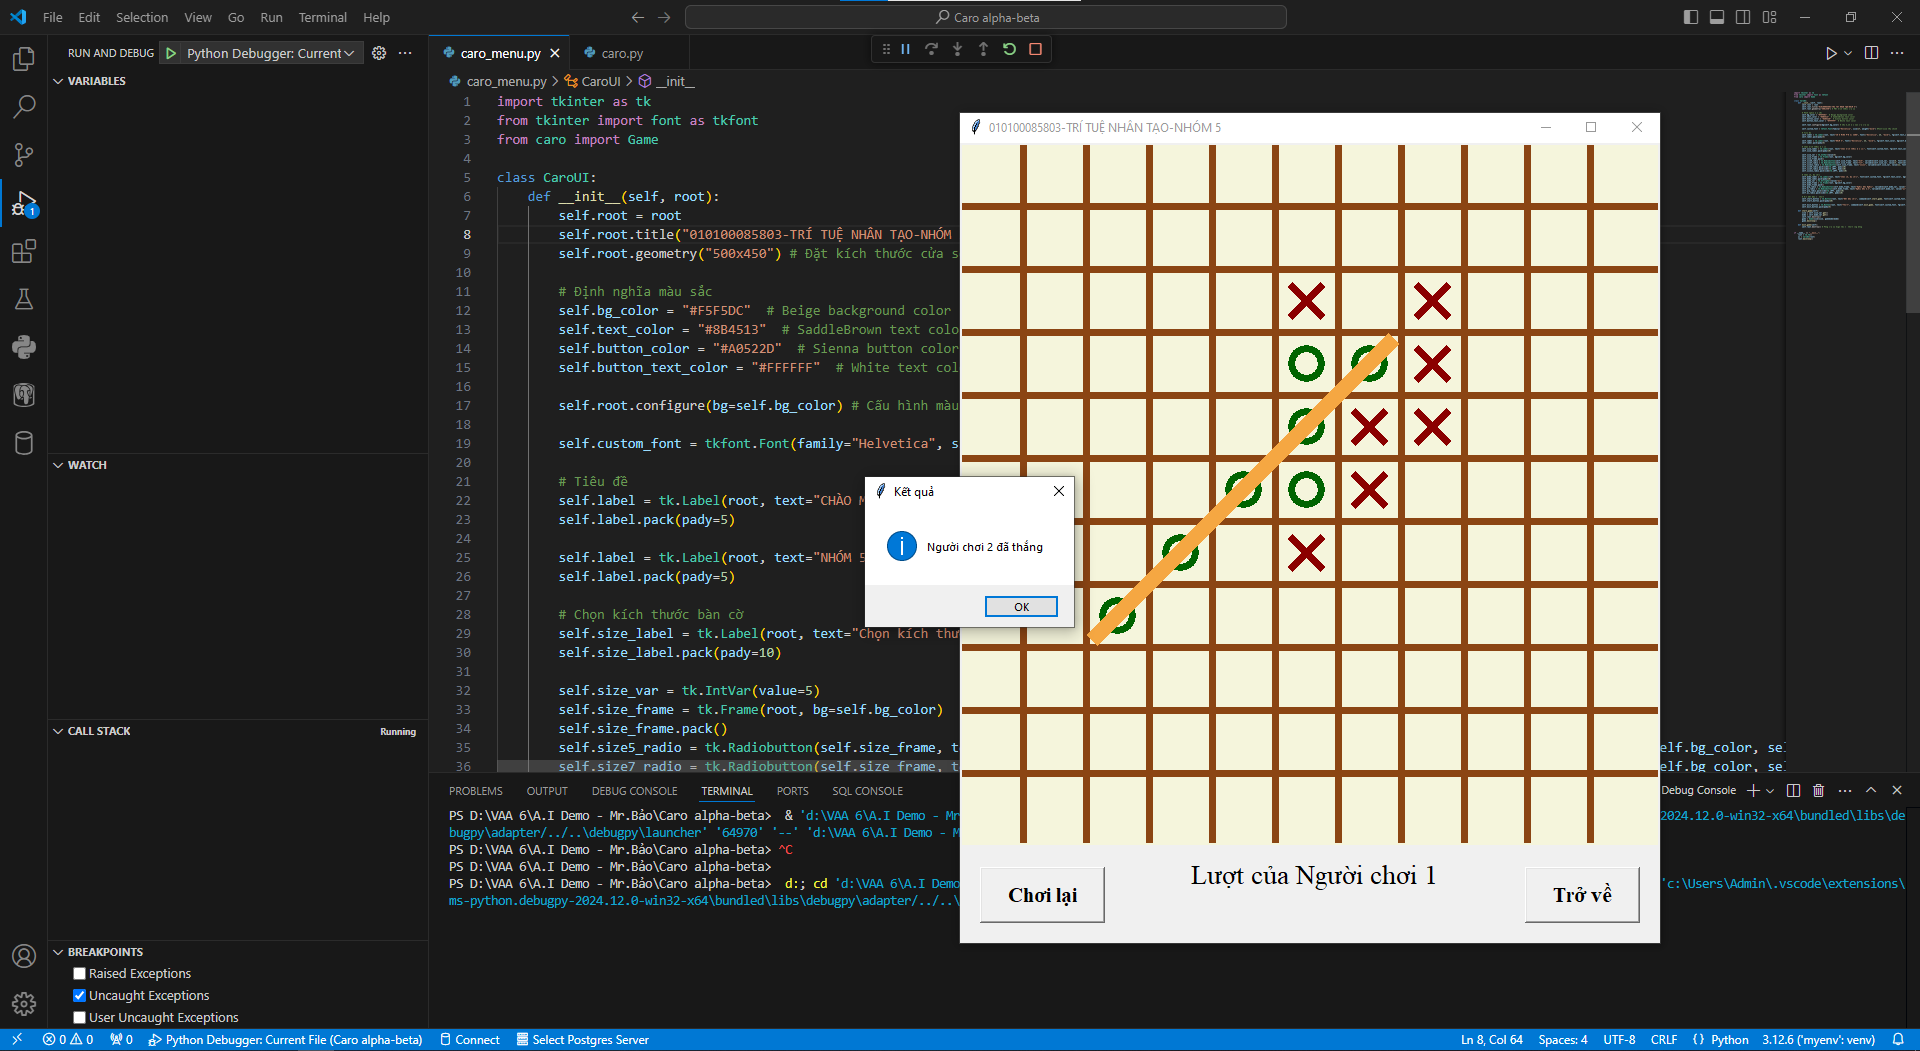 File Edit Selection View Go Run Terminal Help
Caro alpha-beta
RUN AND DEBUG Python Debugger: Current
caro_menu.py
caro.py
caro_menu.py > CaroUI > __init__
VARIABLES
WATCH
CALL STACK
Running
BREAKPOINTS
Raised Exceptions
Uncaught Exceptions
User Uncaught Exceptions
1
1 import tkinter as tk
2 from tkinter import font as tkfont
3 from caro import Game
4
5 class CaroUI:
6 def __init__(self, root):
7 self.root = root
8 self.root.title("010100085803-TRÍ TUỆ NHÂN TẠO-NHÓM
9 self.root.geometry("500x450") # Đặt kích thước cửa s
10
11 # Định nghĩa màu sắc
12 self.bg_color = "#F5F5DC" # Beige background color
13 self.text_color = "#8B4513" # SaddleBrown text colo
14 self.button_color = "#A0522D" # Sienna button color
15 self.button_text_color = "#FFFFFF" # White text col
16
17 self.root.configure(bg=self.bg_color) # Cấu hình màu
18
19 self.custom_font = tkfont.Font(family="Helvetica", s
20
21 # Tiêu đề
22 self.label = tk.Label(root, text="CHÀO M
23 self.label.pack(pady=5)
24
25 self.label = tk.Label(root, text="NHÓM 5
26 self.label.pack(pady=5)
27
28 # Chọn kích thước bàn cờ
29 self.size_label = tk.Label(root, text="Chọn kích thư
30 self.size_label.pack(pady=10)
31
32 self.size_var = tk.IntVar(value=5)
33 self.size_frame = tk.Frame(root, bg=self.bg_color)
34 self.size_frame.pack()
35 self.size5_radio = tk.Radiobutton(self.size_frame, t
elf.bg_color, sel
36 self.size7_radio = tk.Radiobutton(self.size_frame, t
elf.bg_color, sel
010100085803-TRÍ TUỆ NHÂN TẠO-NHÓM 5
Kết quả
Người chơi 2 đã thắng
OK
Chơi lại
Lượt của Người chơi 1
Trở về
PROBLEMS OUTPUT DEBUG CONSOLE TERMINAL PORTS SQL CONSOLE
Debug Console
PS D:\VAA 6\A.I Demo - Mr.Bảo\Caro alpha-beta> & 'd:\VAA 6\A.I Demo - Mr
2024.12.0-win32-x64\bundled\libs\de
bugpy\adapter/../..\debugpy\launcher' '64970' '--' 'd:\VAA 6\A.I Demo - M
PS D:\VAA 6\A.I Demo - Mr.Bảo\Caro alpha-beta> ^C
PS D:\VAA 6\A.I Demo - Mr.Bảo\Caro alpha-beta>
PS D:\VAA 6\A.I Demo - Mr.Bảo\Caro alpha-beta> d:; cd 'd:\VAA 6\A.I Demo
'c:\Users\Admin\.vscode\extensions\
ms-python.debugpy-2024.12.0-win32-x64\bundled\libs\debugpy\adapter/../..\
0 0 0 Python Debugger: Current File (Caro alpha-beta) Connect Select Postgres Server
Ln 8, Col 64 Spaces: 4 UTF-8 CRLF Python 3.12.6 ('myenv': venv)